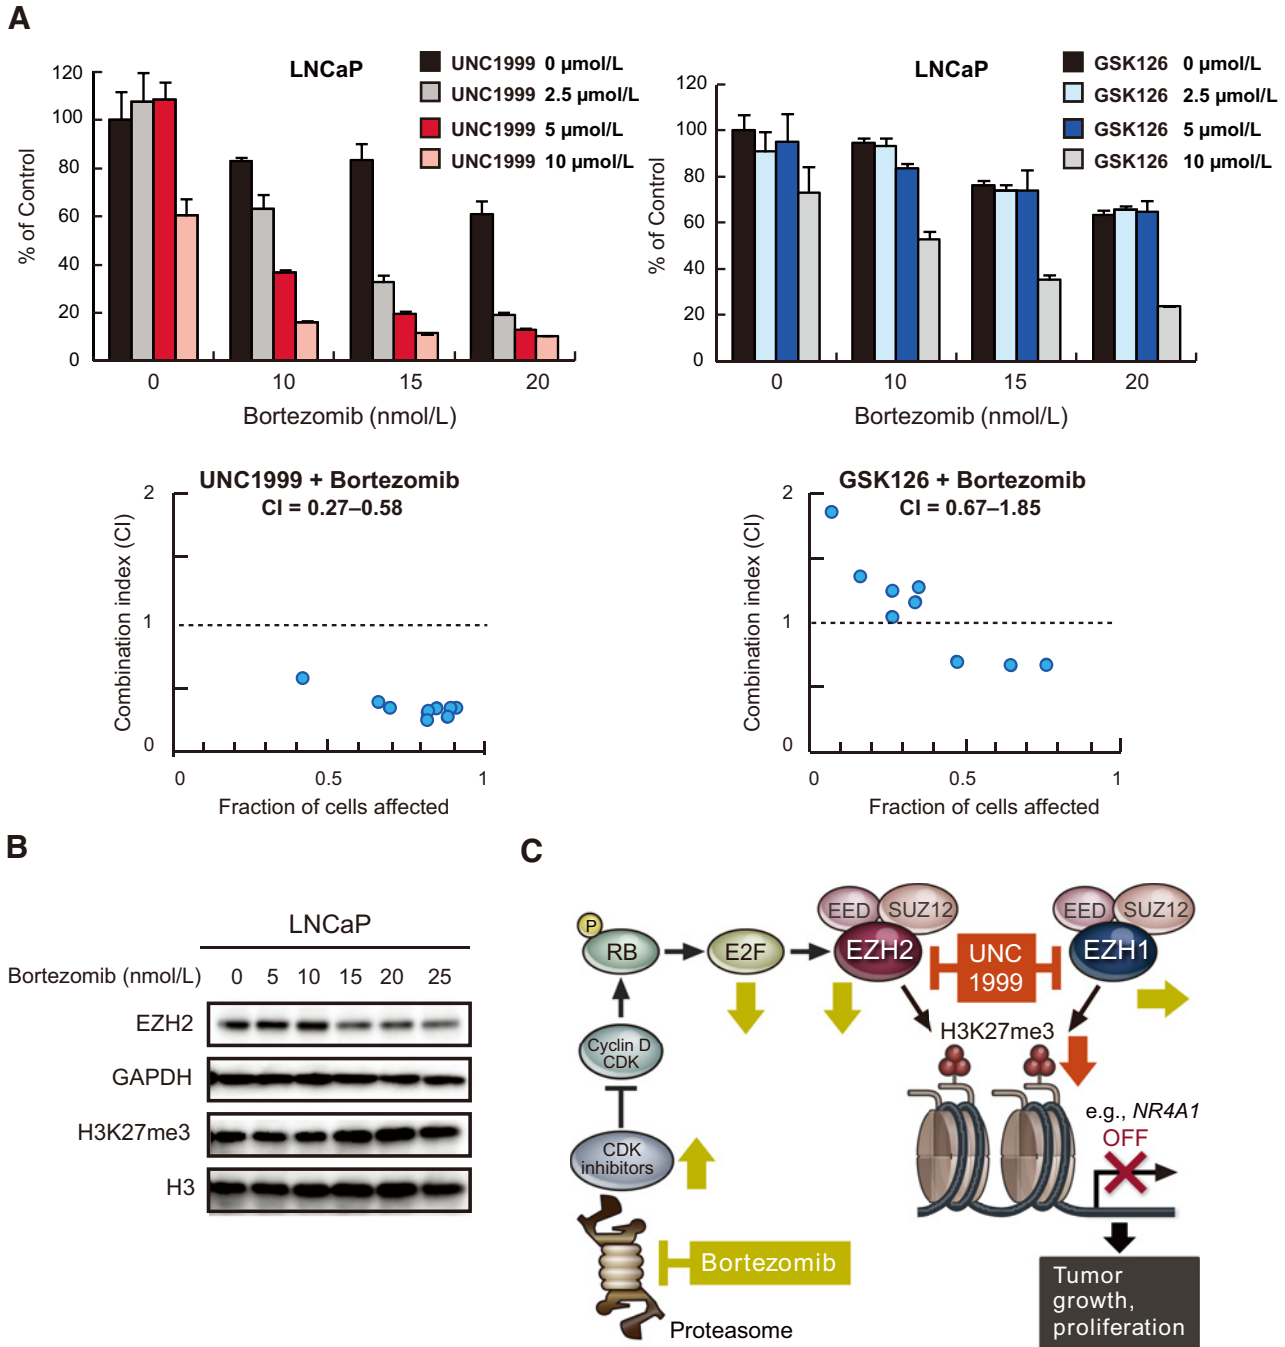 A
LNCaP
UNC1999 0 µmol/L
UNC1999 2.5 µmol/L
UNC1999 5 µmol/L
UNC1999 10 µmol/L
% of Control
120
100
80
60
40
20
0
0 10 15 20
Bortezomib (nmol/L)
LNCaP
GSK126 0 µmol/L
GSK126 2.5 µmol/L
GSK126 5 µmol/L
GSK126 10 µmol/L
% of Control
120
100
80
60
40
20
0
0 10 15 20
Bortezomib (nmol/L)
UNC1999 + Bortezomib
CI = 0.27–0.58
Combination index (CI)
2
1
0
0 0.5 1
Fraction of cells affected
GSK126 + Bortezomib
CI = 0.67–1.85
Combination index (CI)
2
1
0
0 0.5 1
Fraction of cells affected
B
LNCaP
Bortezomib (nmol/L) 0 5 10 15 20 25
EZH2
GAPDH
H3K27me3
H3
C
EED SUZ12
EZH2
EED SUZ12
EZH1
P
RB
E2F
UNC
1999
Cyclin D
CDK
H3K27me3
e.g., NR4A1
OFF
CDK
inhibitors
Bortezomib
Proteasome
Tumor
growth,
proliferation